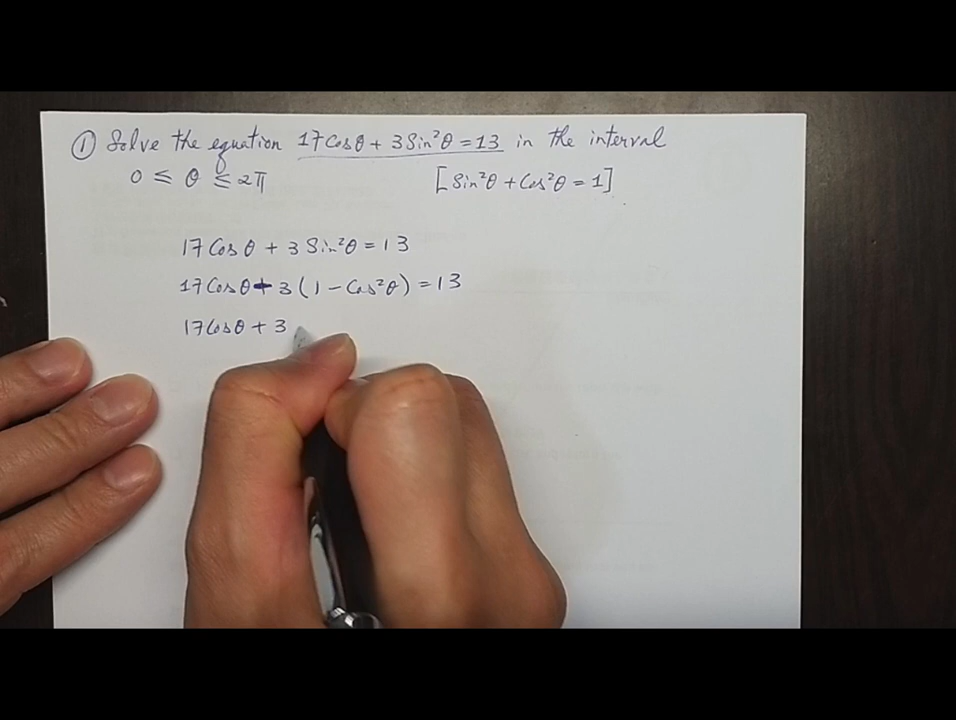 ① Solve the equation 17Cosθ + 3Sin²θ = 13 in the interval
0 ≤ θ ≤ 2π [Sin²θ + Cos²θ = 1]
17Cosθ + 3Sin²θ = 13
17Cosθ + 3(1 - Cos²θ) = 13
17Cosθ + 3